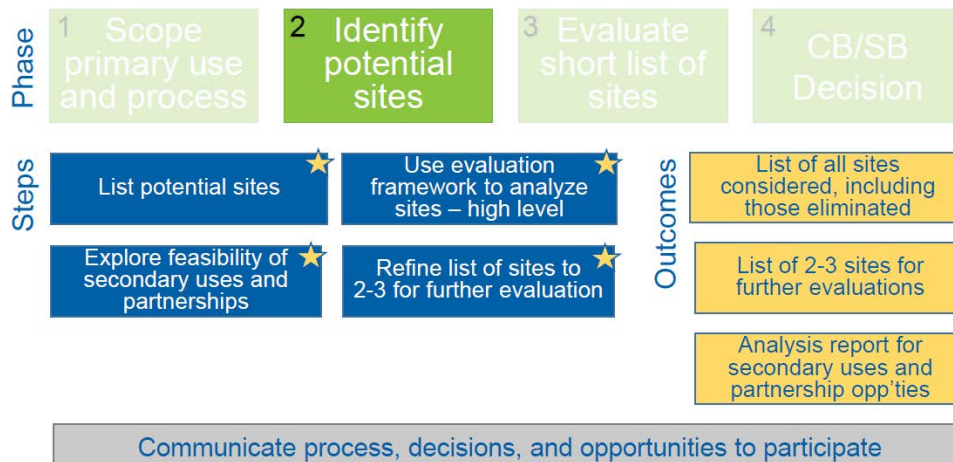 Phase
1
Scope
primary use
and process
2
Identify
potential
sites
3
Evaluate
short list of
sites
4
CB/SB
Decision
Steps
List potential sites
Use evaluation
framework to analyze
sites – high level
Explore feasibility of
secondary uses and
partnerships
Refine list of sites to
2-3 for further evaluation
Outcomes
List of all sites
considered, including
those eliminated
List of 2-3 sites for
further evaluations
Analysis report for
secondary uses and
partnership opp'ties
Communicate process, decisions, and opportunities to participate